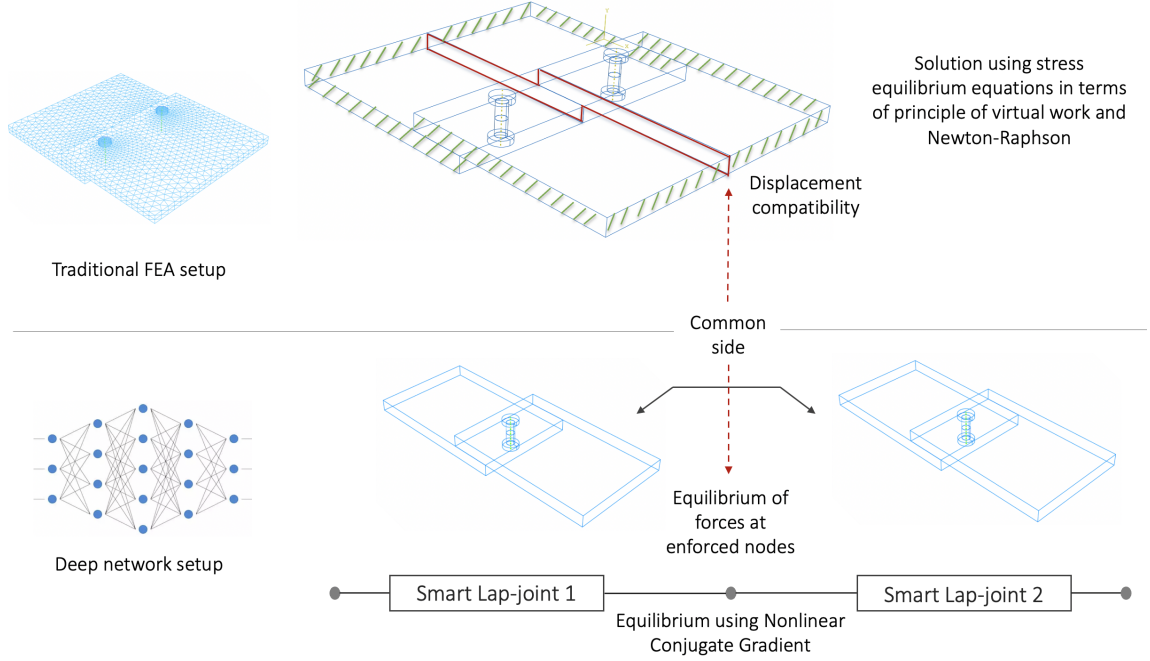 Solution using stress
equilibrium equations in terms
of principle of virtual work and
Newton-Raphson
Displacement
compatibility
Traditional FEA setup
Common
side
Equilibrium of
forces at
enforced nodes
Deep network setup
Smart Lap-joint 1
Smart Lap-joint 2
Equilibrium using Nonlinear
Conjugate Gradient